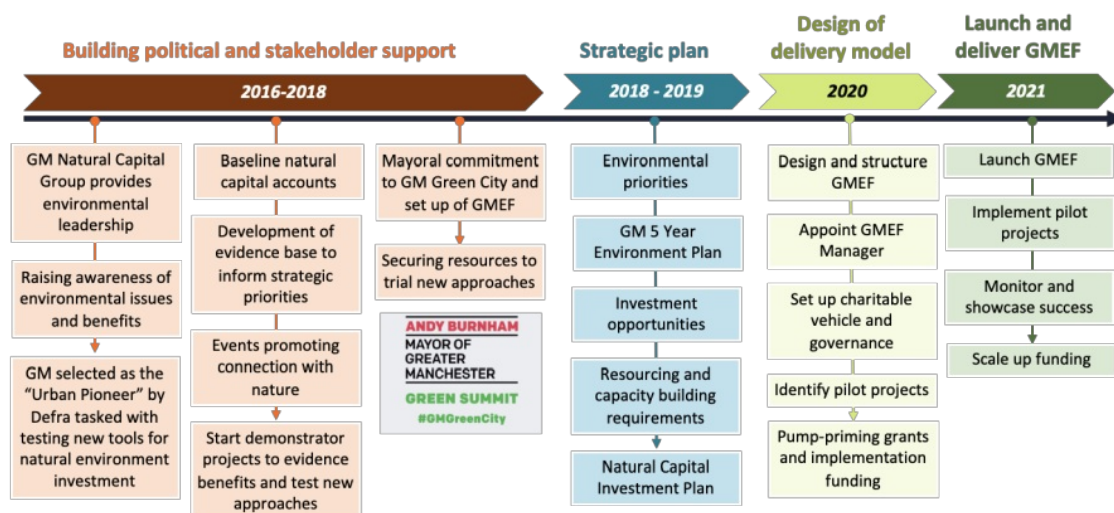 Building political and stakeholder support
Strategic plan
Design of
delivery model
Launch and
deliver GMEF
2016-2018
2018 - 2019
2020
2021
GM Natural Capital
Group provides
environmental
leadership
Raising awareness of
environmental issues
and benefits
GM selected as the
“Urban Pioneer” by
Defra tasked with
testing new tools for
natural environment
investment
Baseline natural
capital accounts
Development of
evidence base to
inform strategic
priorities
Events promoting
connection with
nature
Start demonstrator
projects to evidence
benefits and test new
approaches
Mayoral commitment
to GM Green City and
set up of GMEF
Securing resources to
trial new approaches
ANDY BURNHAM
MAYOR OF
GREATER
MANCHESTER
GREEN SUMMIT
#GMGreenCity
Environmental
priorities
GM 5 Year
Environment Plan
Investment
opportunities
Resourcing and
capacity building
requirements
Natural Capital
Investment Plan
Design and structure
GMEF
Appoint GMEF
Manager
Set up charitable
vehicle and
governance
Identify pilot projects
Pump-priming grants
and implementation
funding
Launch GMEF
Implement pilot
projects
Monitor and
showcase success
Scale up funding